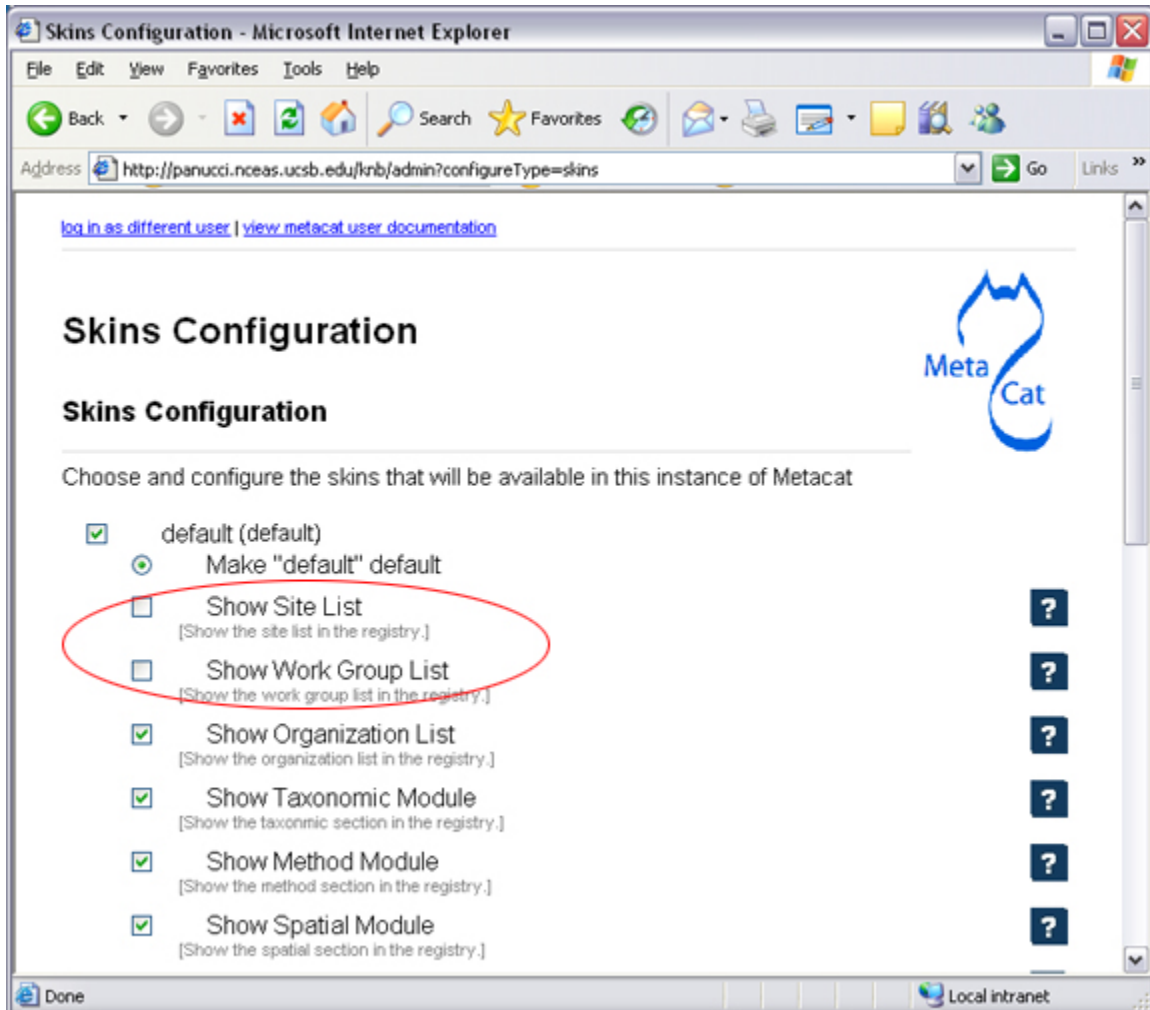 Skins Configuration - Microsoft Internet Explorer
File Edit View Favorites Tools Help
Back Search Favorites
Address http://panucci.nceas.ucsb.edu/knb/admin?configureType=skins Go Links »
log in as different user | view metacat user documentation
Skins Configuration
Meta
Cat
Skins Configuration
Choose and configure the skins that will be available in this instance of Metacat
default (default)
Make "default" default
Show Site List ?
[Show the site list in the registry.]
Show Work Group List ?
[Show the work group list in the registry.]
Show Organization List ?
[Show the organization list in the registry.]
Show Taxonomic Module ?
[Show the taxonmic section in the registry.]
Show Method Module ?
[Show the method section in the registry.]
Show Spatial Module ?
[Show the spatial section in the registry.]
Done Local intranet